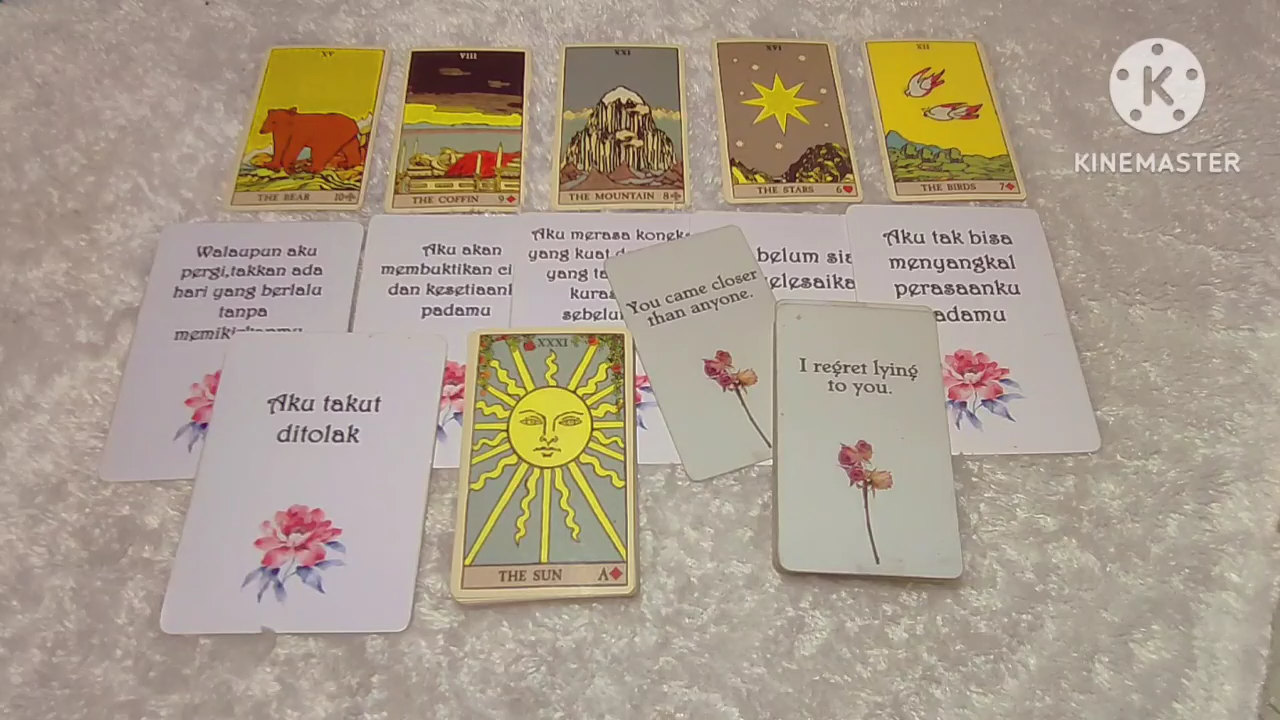 XV
THE BEAR 10
VIII
THE COFFIN 9
XXI
THE MOUNTAIN 8
XVI
THE STARS 6
XII
THE BIRDS 7
KINEMASTER
Walaupun aku
pergi,takkan ada
hari yang berlalu
tanpa
Aku akan
membuktikan
dan
padamu
Aku merasa
yang kuat
yang
belum
Aku tak bisa
menyangkal
perasaanku
You came closer
than anyone.
Aku takut
ditolak
XXXI
THE SUN A
I regret lying
to you.